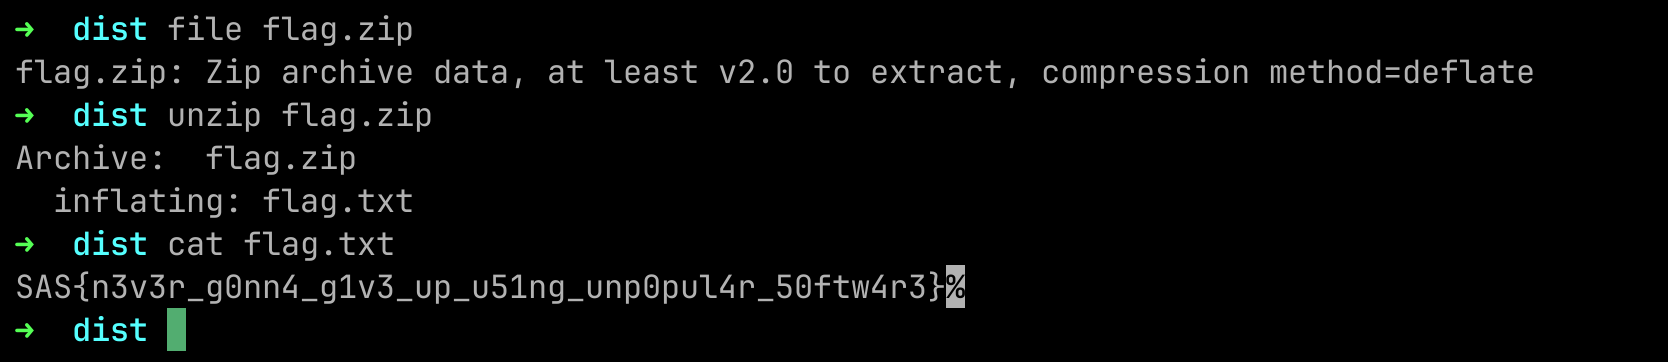 → dist file flag.zip
flag.zip: Zip archive data, at least v2.0 to extract, compression method=deflate
→ dist unzip flag.zip
Archive:  flag.zip
  inflating: flag.txt
→ dist cat flag.txt
SAS{n3v3r_g0nn4_g1v3_up_u51ng_unp0pul4r_50ftw4r3}%
→ dist